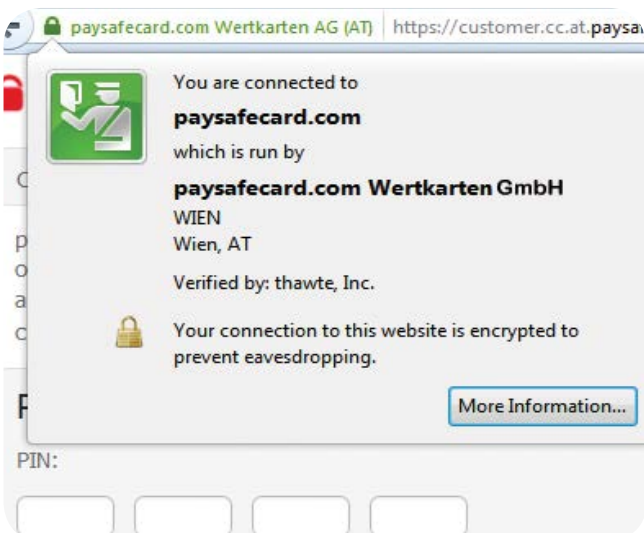 paysafecard.com Wertkarten AG (AT) https://customer.cc.at.paysa
You are connected to
paysafecard.com
which is run by
paysafecard.com Wertkarten GmbH
WIEN
Wien, AT
Verified by: thawte, Inc.
Your connection to this website is encrypted to
prevent eavesdropping.
More Information...
PIN: